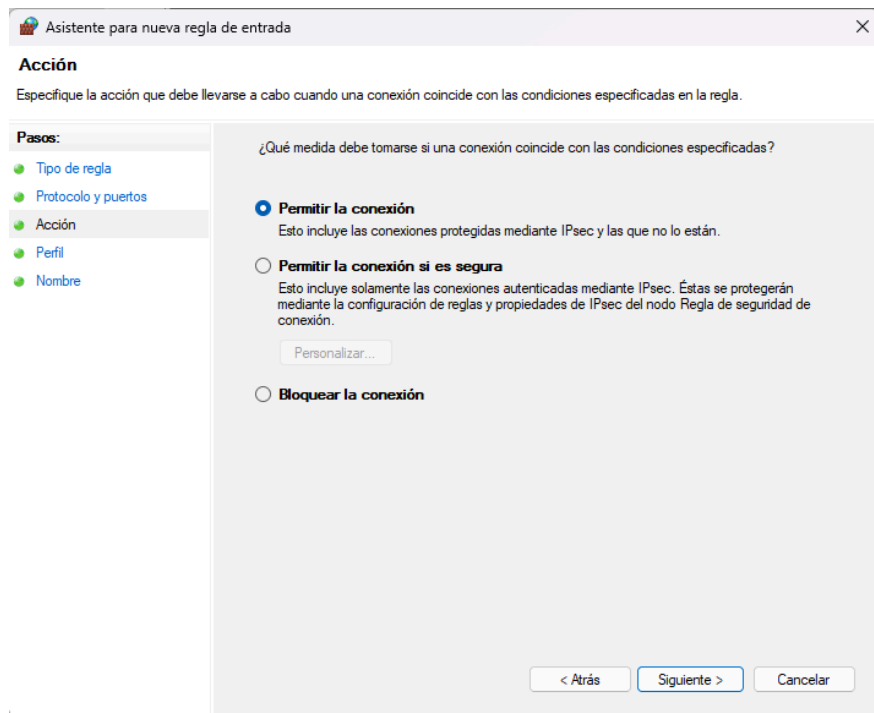 Asistente para nueva regla de entrada
Acción
Especifique la acción que debe llevarse a cabo cuando una conexión coincide con las condiciones especificadas en la regla.
Pasos:
Tipo de regla
Protocolo y puertos
Acción
Perfil
Nombre
¿Qué medida debe tomarse si una conexión coincide con las condiciones especificadas?
Permitir la conexión
Esto incluye las conexiones protegidas mediante IPsec y las que no lo están.
Permitir la conexión si es segura
Esto incluye solamente las conexiones autenticadas mediante IPsec. Éstas se protegerán
mediante la configuración de reglas y propiedades de IPsec del nodo Regla de seguridad de
conexión.
Personalizar...
Bloquear la conexión
< Atrás
Siguiente >
Cancelar